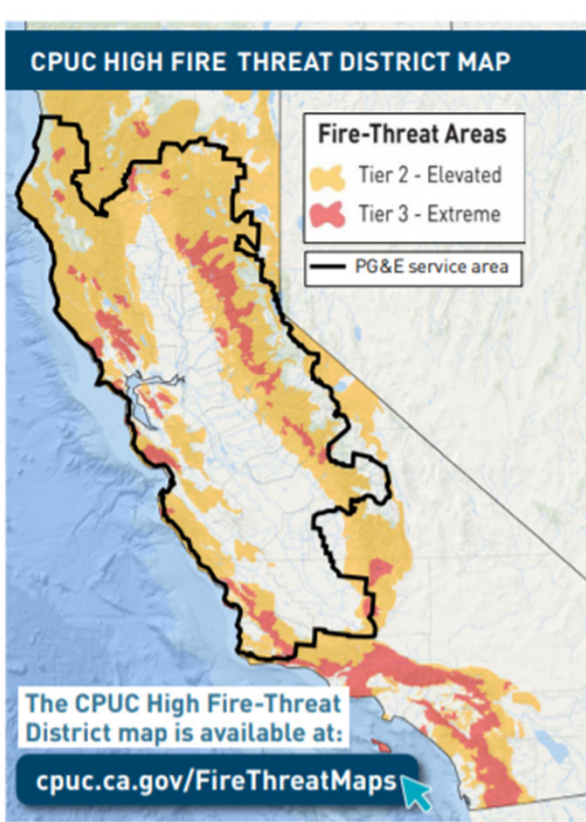 CPUC HIGH FIRE THREAT DISTRICT MAP
Fire-Threat Areas
Tier 2 - Elevated
Tier 3 - Extreme
PG&E service area
The CPUC High Fire-Threat
District map is available at:
cpuc.ca.gov/FireThreatMaps